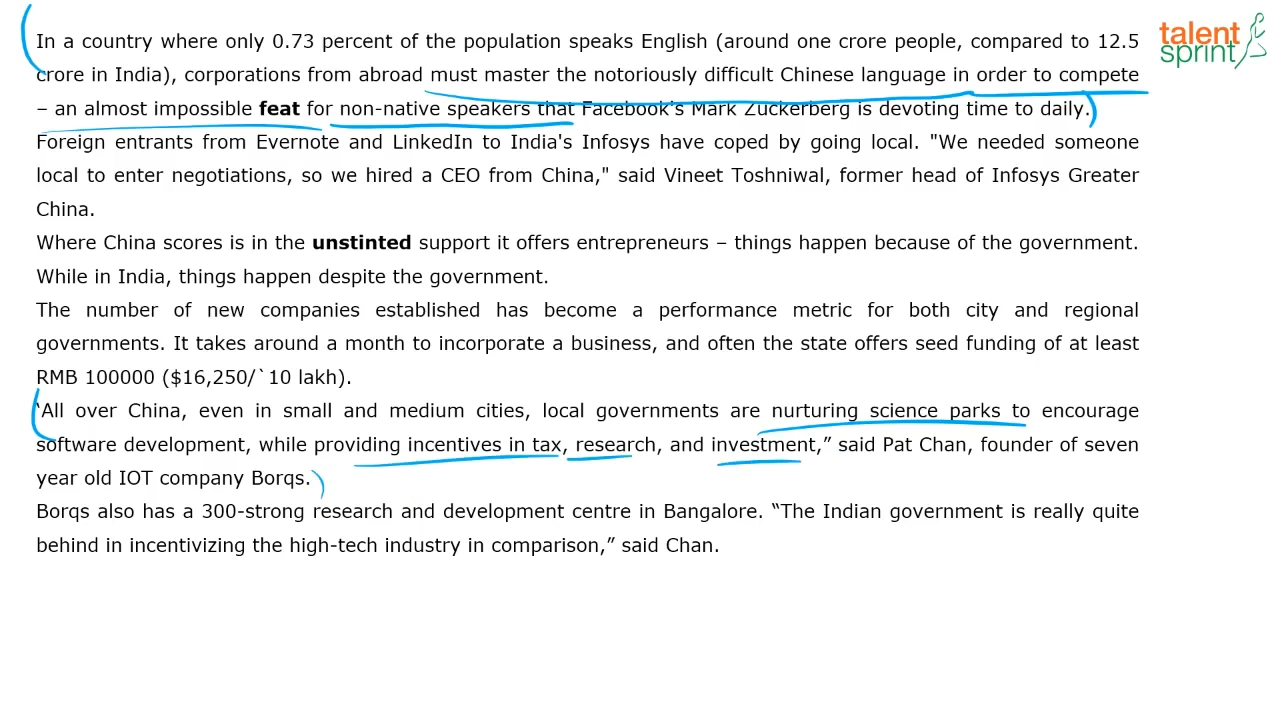 talent
sprint
In a country where only 0.73 percent of the population speaks English (around one crore people, compared to 12.5
crore in India), corporations from abroad must master the notoriously difficult Chinese language in order to compete
– an almost impossible feat for non-native speakers that Facebook's Mark Zuckerberg is devoting time to daily.
Foreign entrants from Evernote and LinkedIn to India's Infosys have coped by going local. "We needed someone
local to enter negotiations, so we hired a CEO from China," said Vineet Toshniwal, former head of Infosys Greater
China.
Where China scores is in the unstinted support it offers entrepreneurs – things happen because of the government.
While in India, things happen despite the government.
The number of new companies established has become a performance metric for both city and regional
governments. It takes around a month to incorporate a business, and often the state offers seed funding of at least
RMB 100000 ($16,250/`10 lakh).
‘All over China, even in small and medium cities, local governments are nurturing science parks to encourage
software development, while providing incentives in tax, research, and investment,” said Pat Chan, founder of seven
year old IOT company Borqs.
Borqs also has a 300-strong research and development centre in Bangalore. “The Indian government is really quite
behind in incentivizing the high-tech industry in comparison,” said Chan.